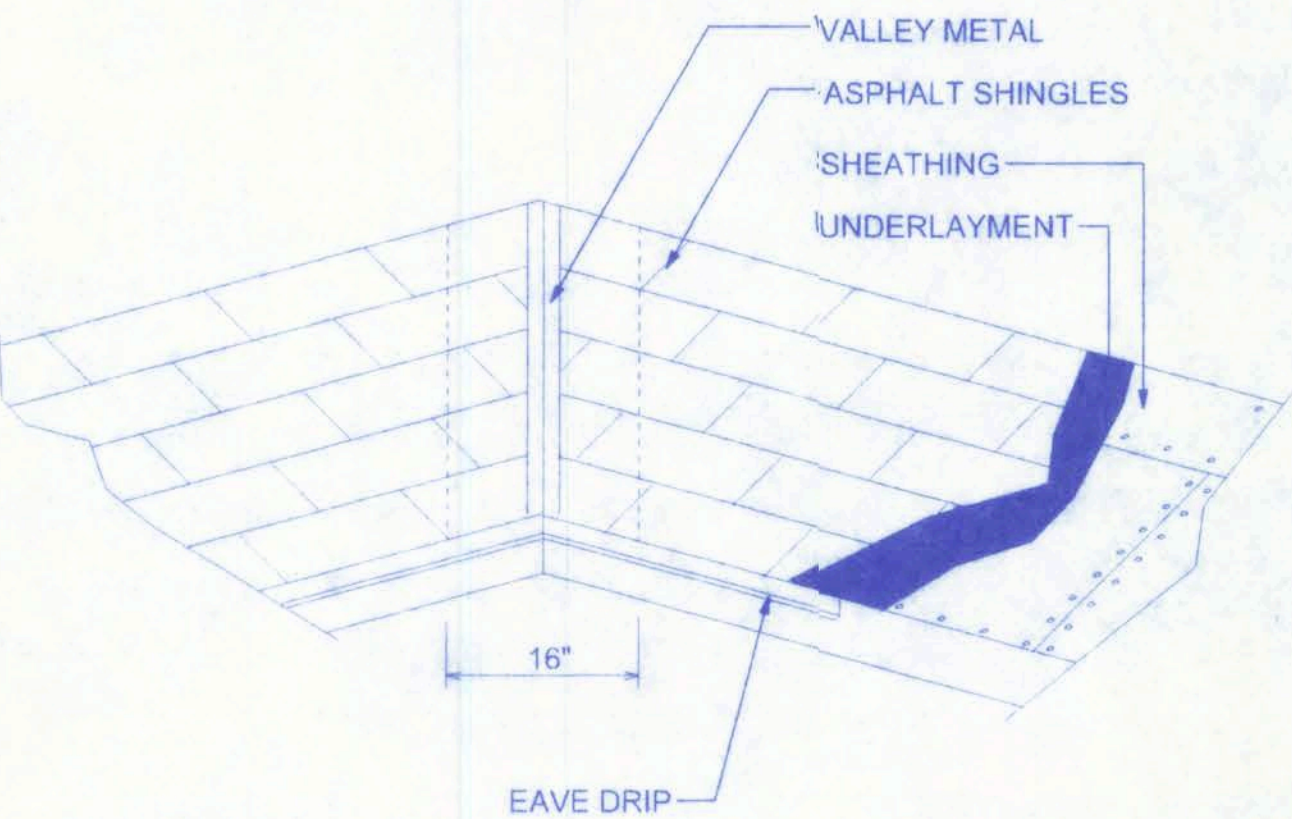 VALLEY METAL
ASPHALT SHINGLES
SHEATHING
UNDERLAYMENT
16"
EAVE DRIP